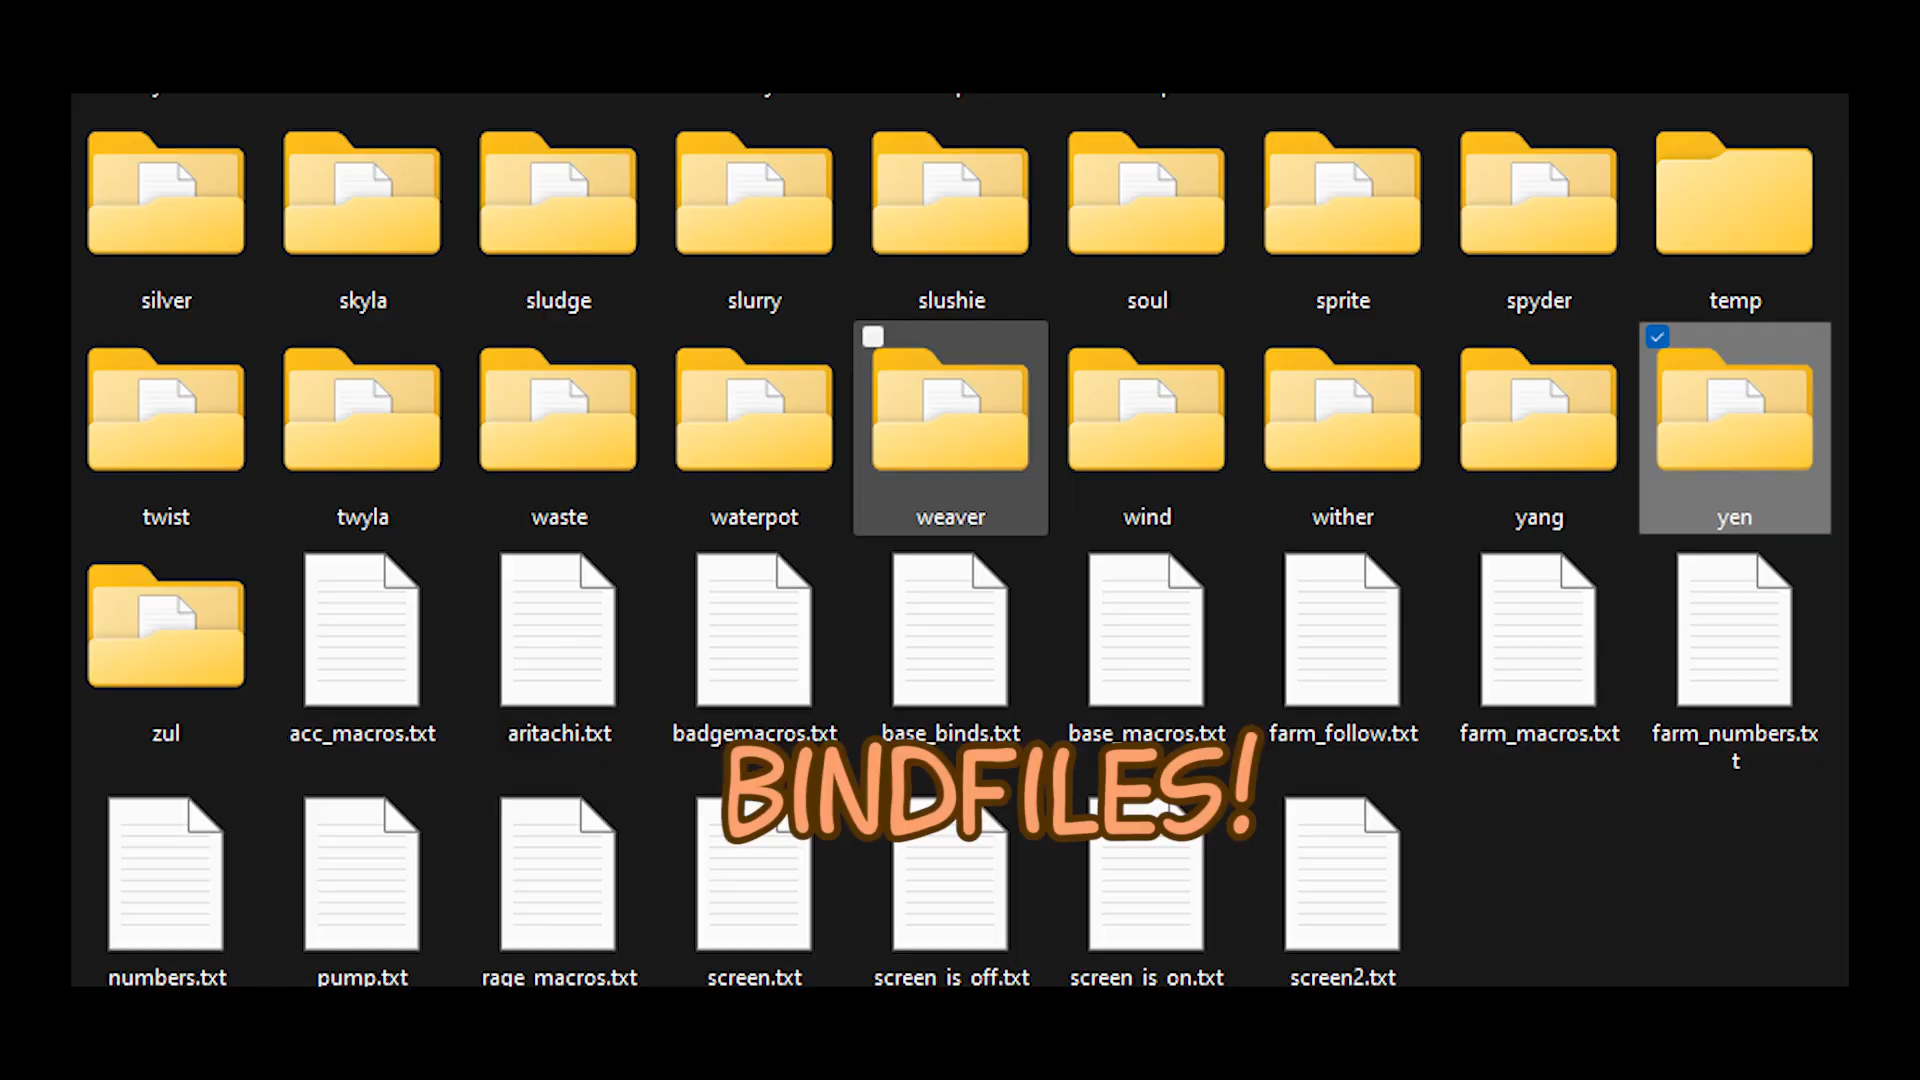 silver skyla sludge slurry slushie soul sprite spyder temp
twist twyla waste waterpot weaver wind wither yang yen
zul acc_macros.txt aritachi.txt badgemacros.txt base_binds.txt base_macros.txt farm_follow.txt farm_macros.txt farm_numbers.tx
t
BINDFILES!
numbers.txt pump.txt rage_macros.txt screen.txt screen_is_off.txt screen_is_on.txt screen2.txt